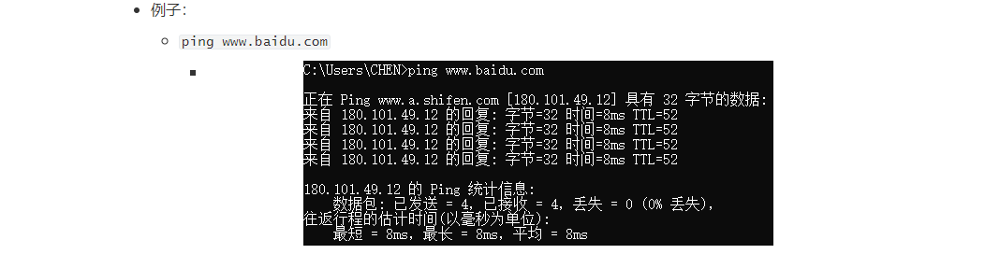 例子：
ping www.baidu.com
C:\Users\CHEN>ping www.baidu.com
正在 Ping www.a.shifen.com [180.101.49.12] 具有 32 字节的数据:
来自 180.101.49.12 的回复: 字节=32 时间=8ms TTL=52
来自 180.101.49.12 的回复: 字节=32 时间=8ms TTL=52
来自 180.101.49.12 的回复: 字节=32 时间=8ms TTL=52
来自 180.101.49.12 的回复: 字节=32 时间=8ms TTL=52
180.101.49.12 的 Ping 统计信息:
数据包: 已发送 = 4, 已接收 = 4, 丢失 = 0 (0% 丢失),
往返行程的估计时间(以毫秒为单位):
最短 = 8ms, 最长 = 8ms, 平均 = 8ms